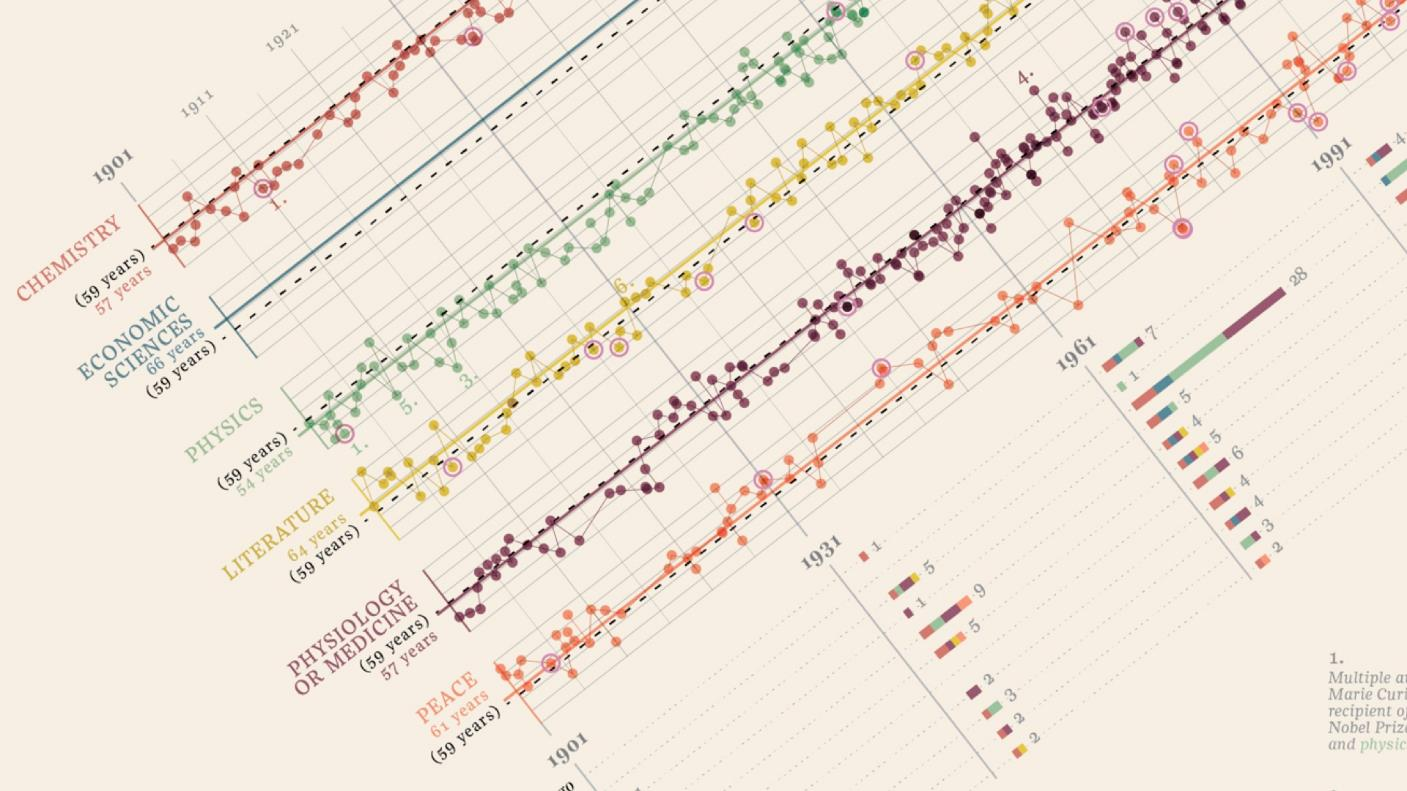 1921
1911
1901
CHEMISTRY
(59 years)
57 years
1.
ECONOMIC
SCIENCES
66 years
(59 years)
PHYSICS
(59 years)
54 years
1.
5.
3.
LITERATURE
64 years
(59 years)
6.
PHYSIOLOGY
OR MEDICINE
(59 years)
57 years
4.
PEACE
61 years
(59 years)
1901
1931
1
5
1
9
5
2
3
2
2
1961
7
1
28
5
4
5
6
4
4
3
2
1991
4
1.
Multiple a
Marie Curi
recipient o
Nobel Priz
and physic